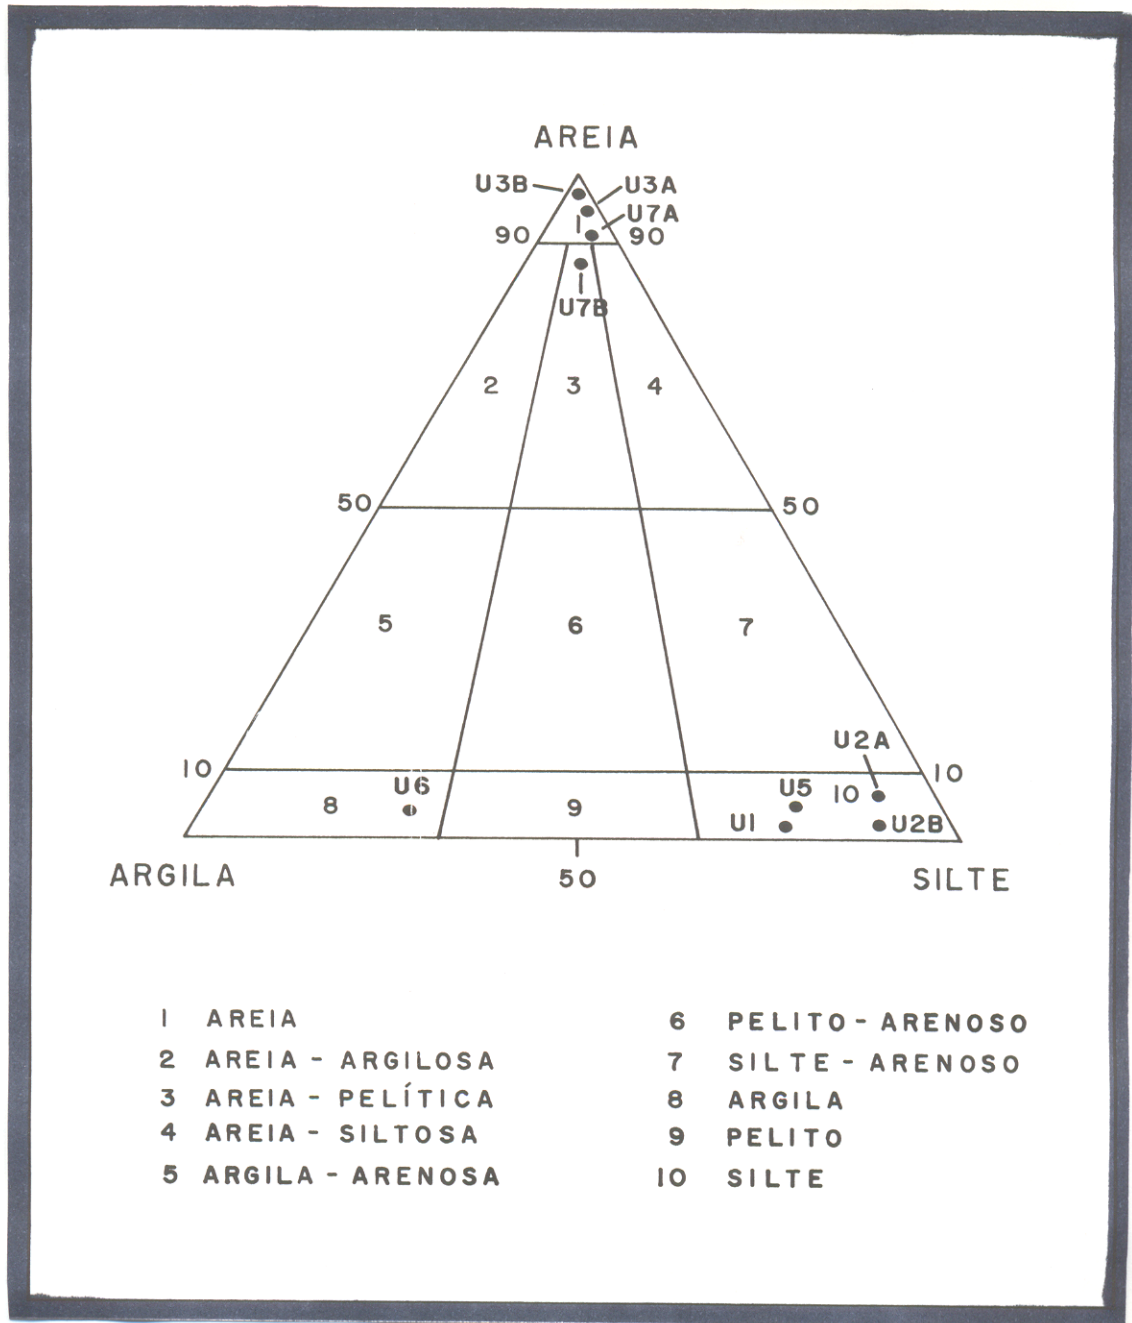 AREIA
U3B
U3A
U7A
1
90
90
U7B
2
3
4
50
50
5
6
7
U2A
10
10
U6
U5
10
8
9
U1
U2B
ARGILA
50
SILTE
1 AREIA
2 AREIA - ARGILOSA
3 AREIA - PELÍTICA
4 AREIA - SILTOSA
5 ARGILA - ARENOSA
6 PELITO - ARENOSO
7 SILTE - ARENOSO
8 ARGILA
9 PELITO
10 SILTE